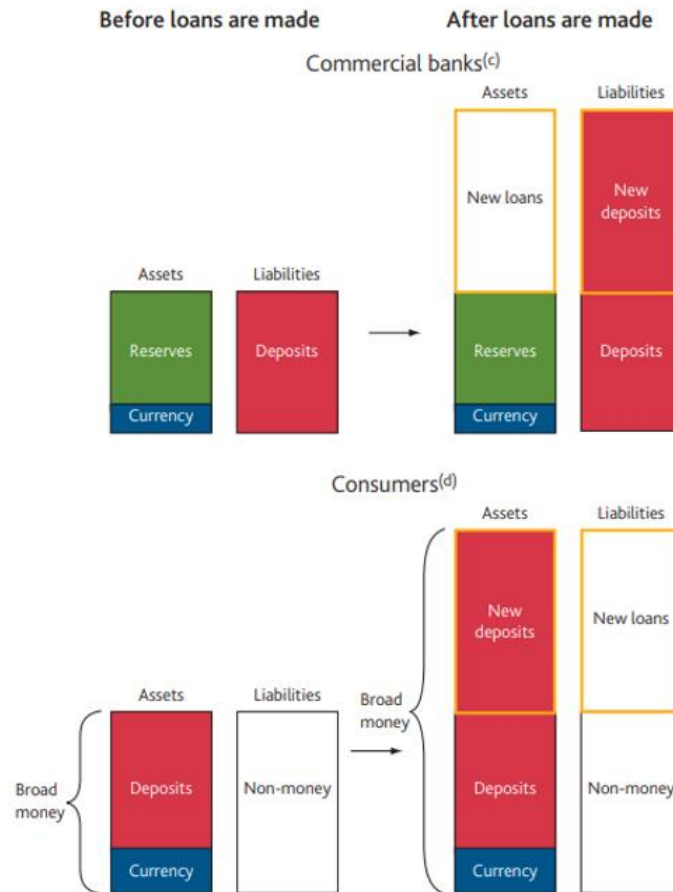 Before loans are made
After loans are made
Commercial banks(c)
Assets
Liabilities
New loans
New
deposits
Assets
Liabilities
Reserves
Deposits
Reserves
Deposits
Currency
Currency
Consumers(d)
Assets
Liabilities
New
deposits
New loans
Assets
Liabilities
Broad
money
Broad
money
Deposits
Non-money
Deposits
Non-money
Currency
Currency